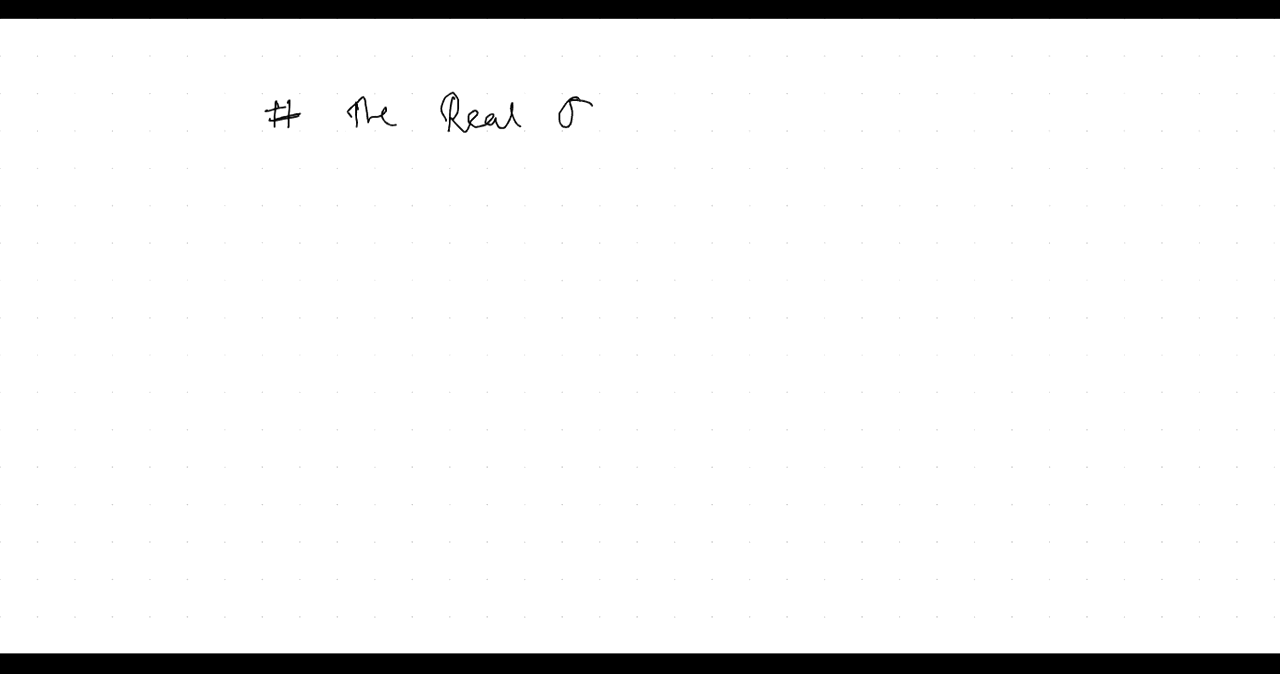 # The Real σ